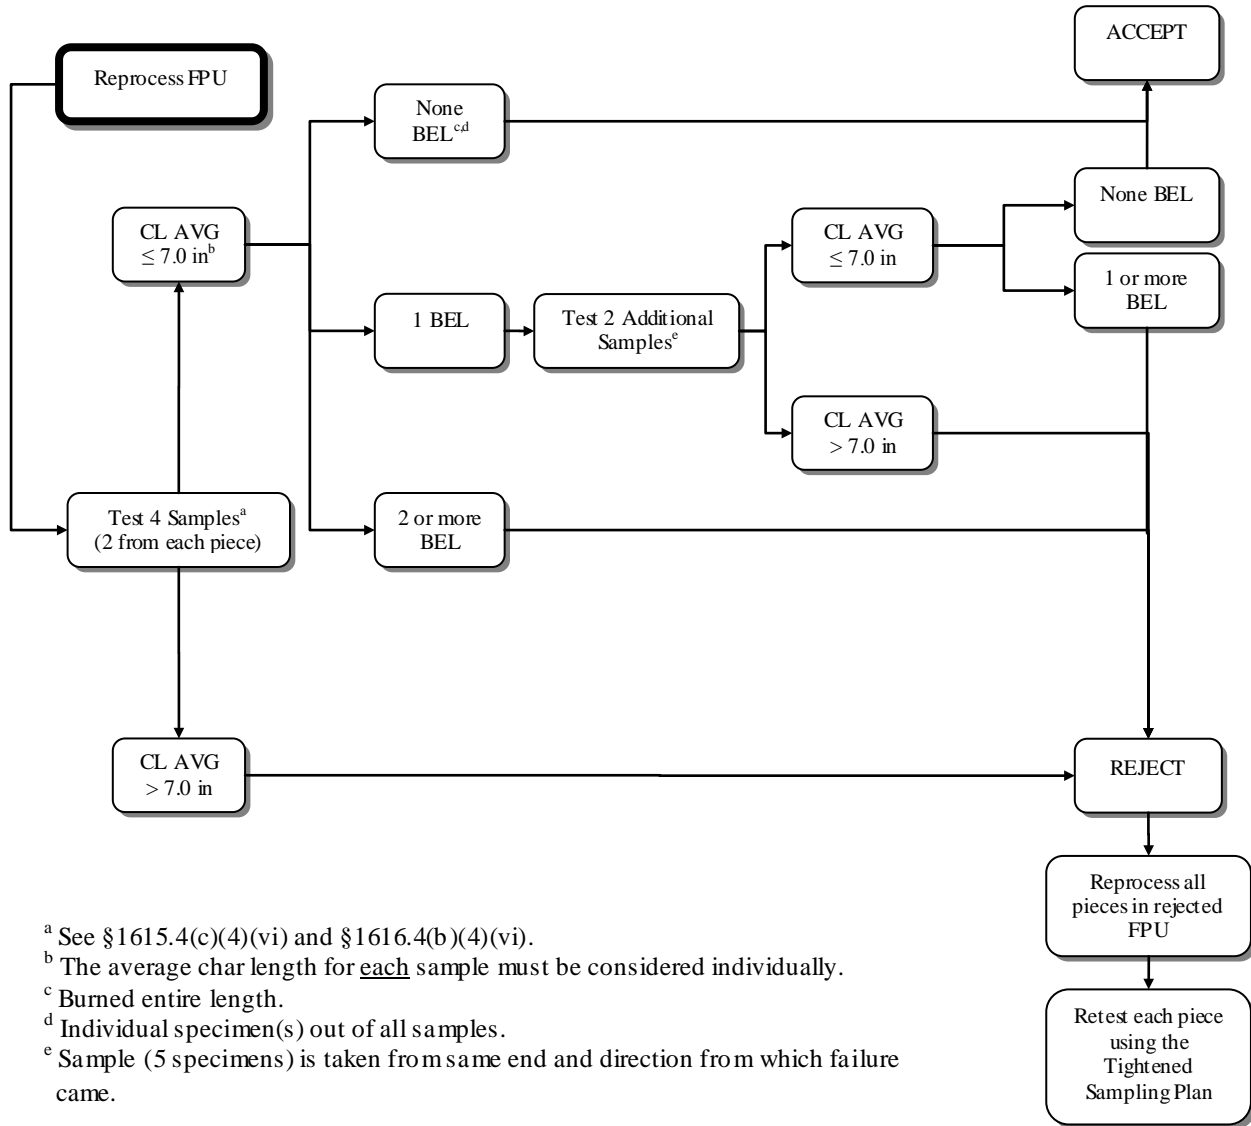 ACCEPT
Reprocess FPU
None
BELc,d
None BEL
CL AVG
≤ 7.0 inb
CL AVG
≤ 7.0 in
1 or more
BEL
1 BEL
Test 2 Additional
Samplese
CL AVG
> 7.0 in
Test 4 Samplesa
(2 from each piece)
2 or more
BEL
CL AVG
> 7.0 in
REJECT
Reprocess all
pieces in rejected
FPU
Retest each piece
using the
Tightened
Sampling Plan
a See §1615.4(c)(4)(vi) and §1616.4(b)(4)(vi).
b The average char length for each sample must be considered individually.
c Burned entire length.
d Individual specimen(s) out of all samples.
e Sample (5 specimens) is taken from same end and direction from which failure
came.